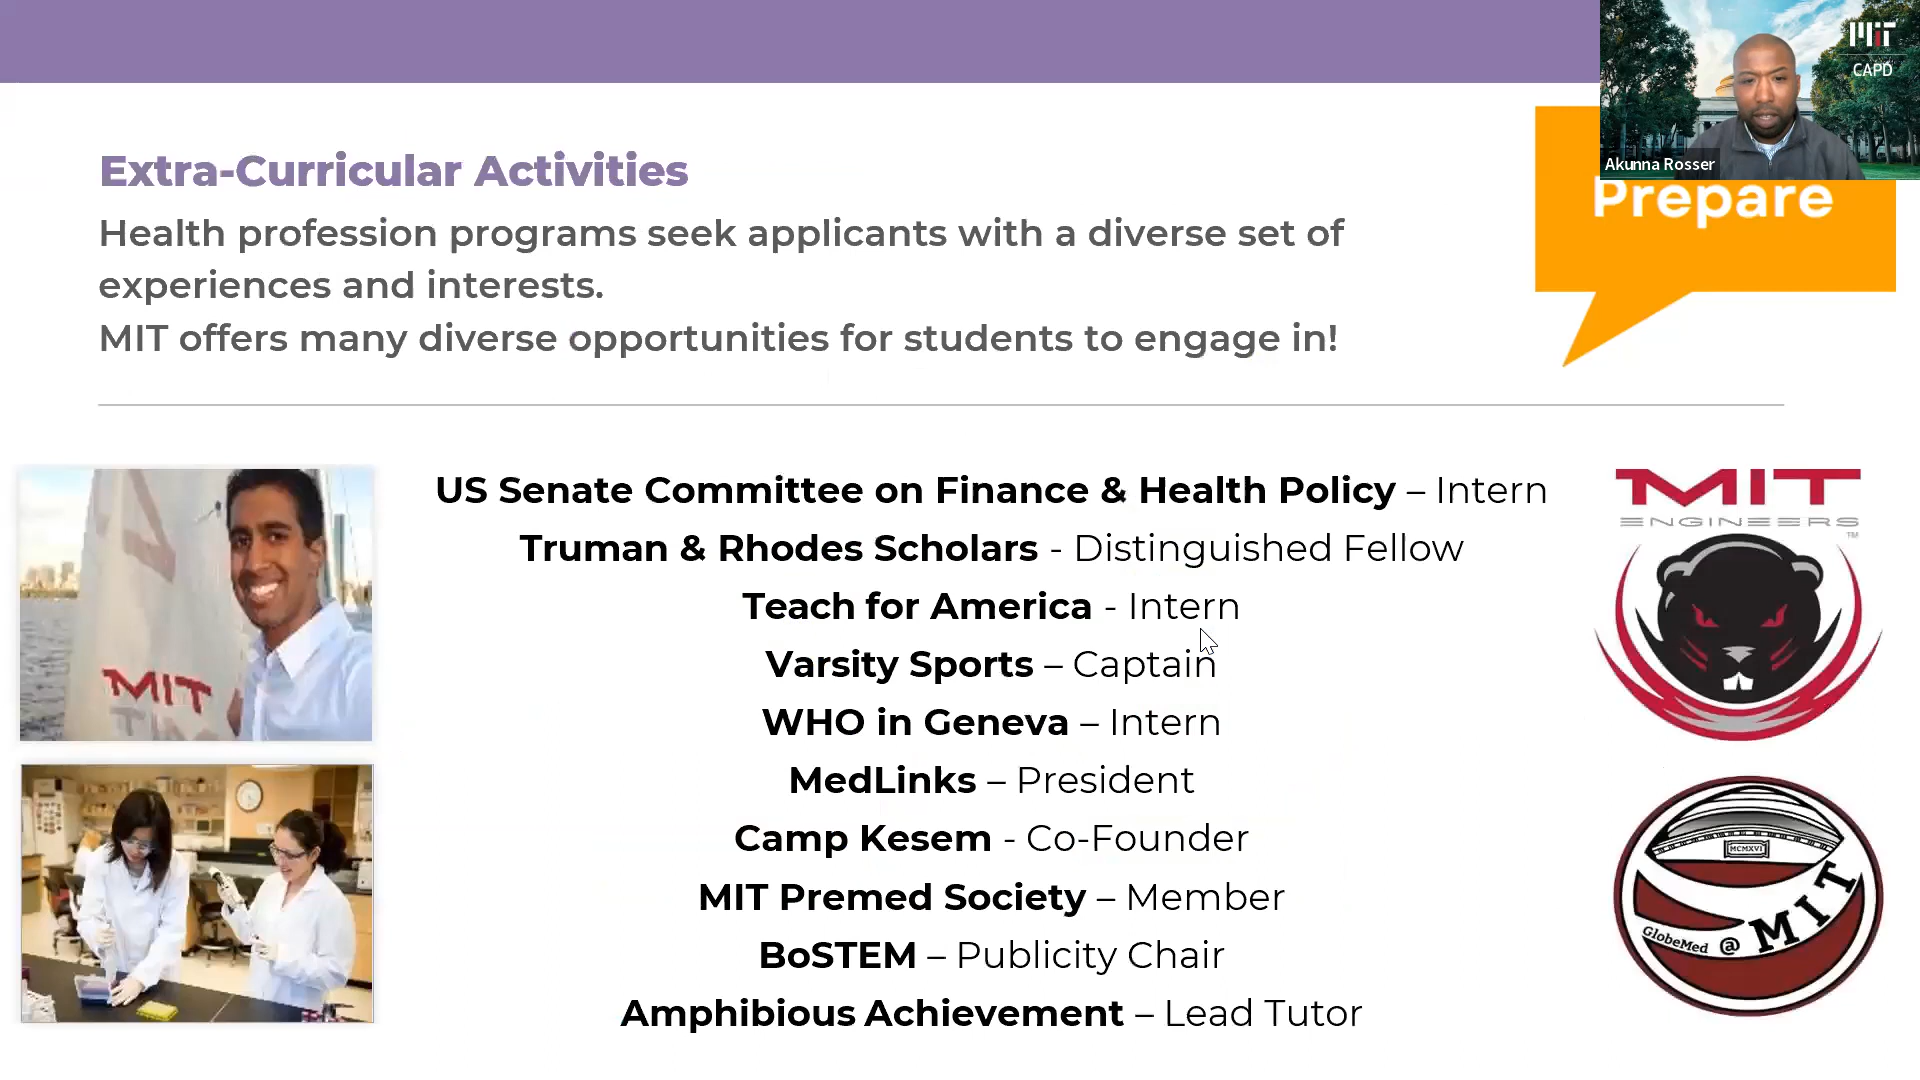 MIT
CAPD
Akunna Rosser
Prepare
Extra-Curricular Activities
Health profession programs seek applicants with a diverse set of
experiences and interests.
MIT offers many diverse opportunities for students to engage in!
US Senate Committee on Finance & Health Policy – Intern
Truman & Rhodes Scholars - Distinguished Fellow
Teach for America - Intern
Varsity Sports – Captain
WHO in Geneva – Intern
MedLinks – President
Camp Kesem - Co-Founder
MIT Premed Society – Member
BoSTEM – Publicity Chair
Amphibious Achievement – Lead Tutor
MIT
MIT
ENGINEERS
TM
MCMXVI
GlobeMed @ MIT